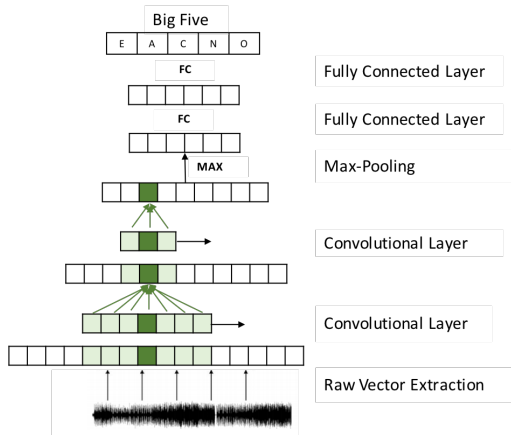 Big Five
E A C N O
FC
Fully Connected Layer
FC
Fully Connected Layer
MAX
Max-Pooling
Convolutional Layer
Convolutional Layer
Raw Vector Extraction